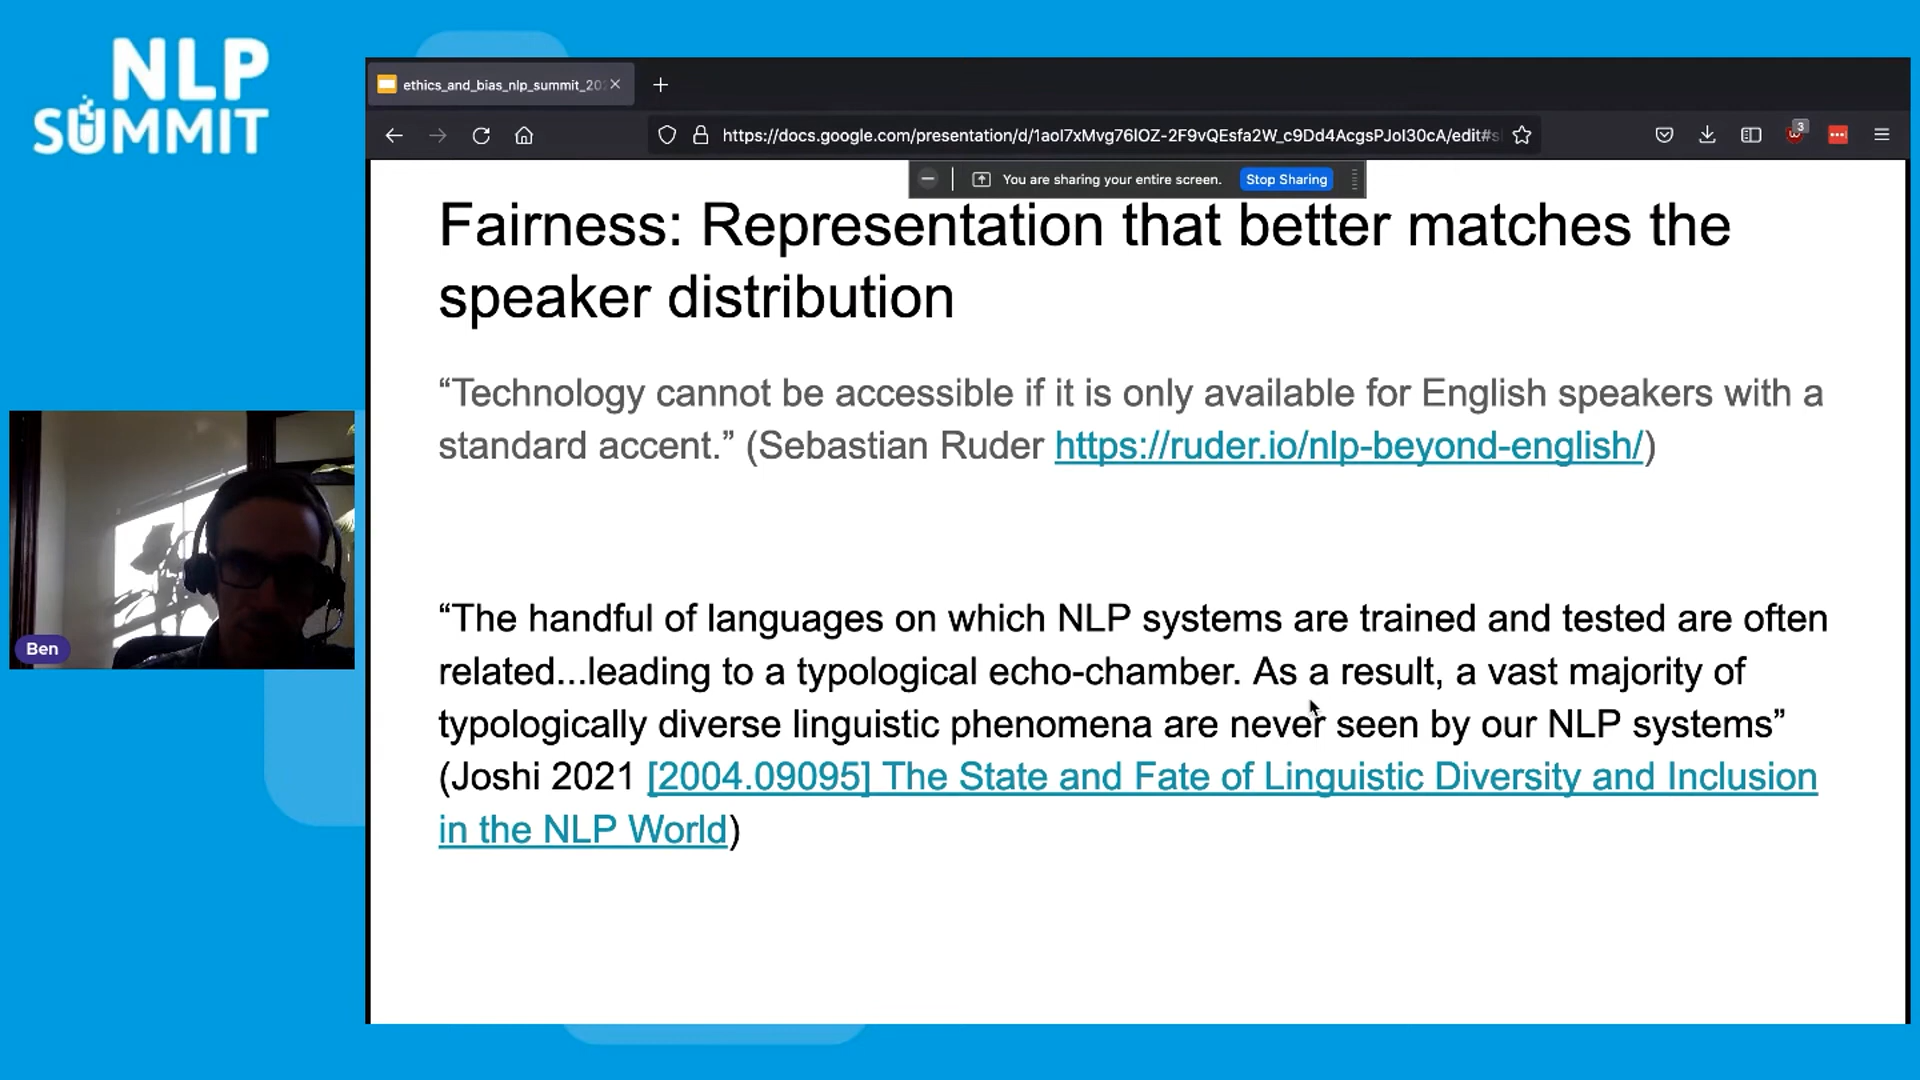 NLP
SUMMIT
ethics_and_bias_nlp_summit_20
https://docs.google.com/presentation/d/1aoI7xMvg76lOZ-2F9vQEsfa2W_c9Dd4AcgsPJoI30cA/edit#s
3
You are sharing your entire screen. Stop Sharing
Fairness: Representation that better matches the
speaker distribution
“Technology cannot be accessible if it is only available for English speakers with a
standard accent.” (Sebastian Ruder https://ruder.io/nlp-beyond-english/)
“The handful of languages on which NLP systems are trained and tested are often
related...leading to a typological echo-chamber. As a result, a vast majority of
typologically diverse linguistic phenomena are never seen by our NLP systems”
(Joshi 2021 [2004.09095] The State and Fate of Linguistic Diversity and Inclusion
in the NLP World)
Ben